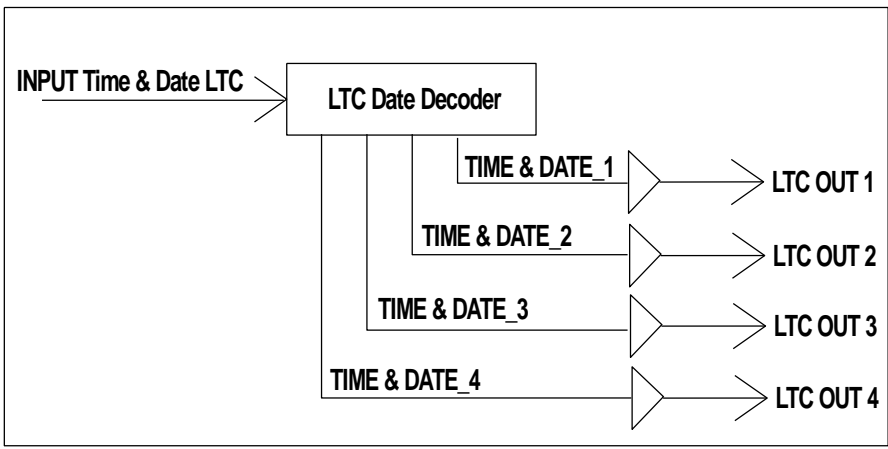 INPUT Time & Date LTC
LTC Date Decoder
TIME & DATE_1
LTC OUT 1
TIME & DATE_2
LTC OUT 2
TIME & DATE_3
LTC OUT 3
TIME & DATE_4
LTC OUT 4